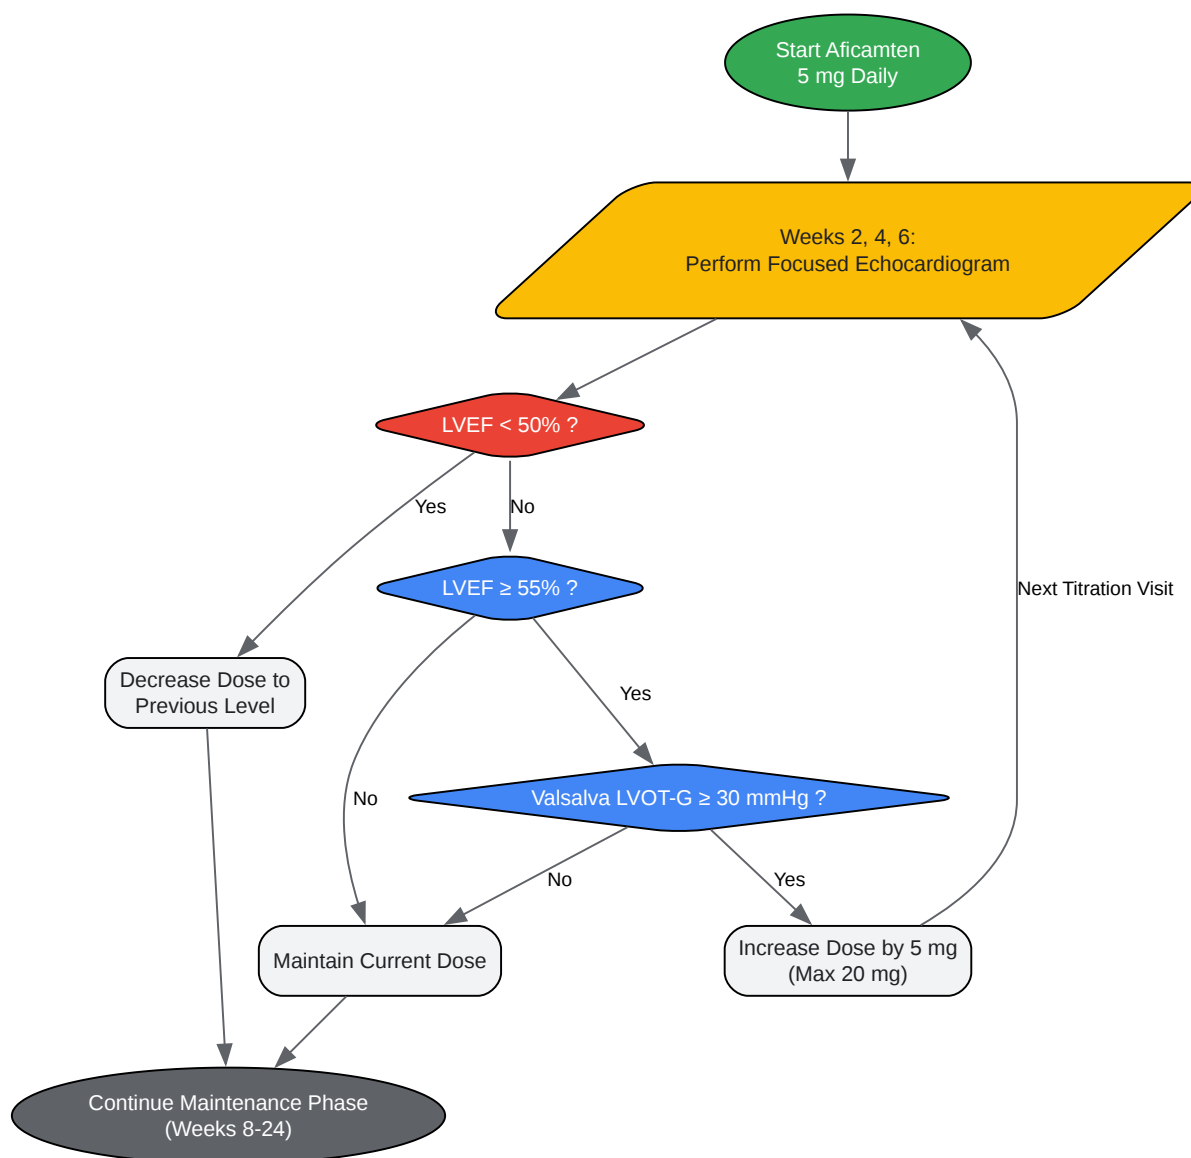 Start Aficamten
5 mg Daily
Weeks 2, 4, 6:
Perform Focused Echocardiogram
LVEF < 50% ?
Yes
No
LVEF ≥ 55% ?
Next Titration Visit
Decrease Dose to
Previous Level
Yes
No
Valsalva LVOT-G ≥ 30 mmHg ?
No
Yes
Maintain Current Dose
Increase Dose by 5 mg
(Max 20 mg)
Continue Maintenance Phase
(Weeks 8-24)